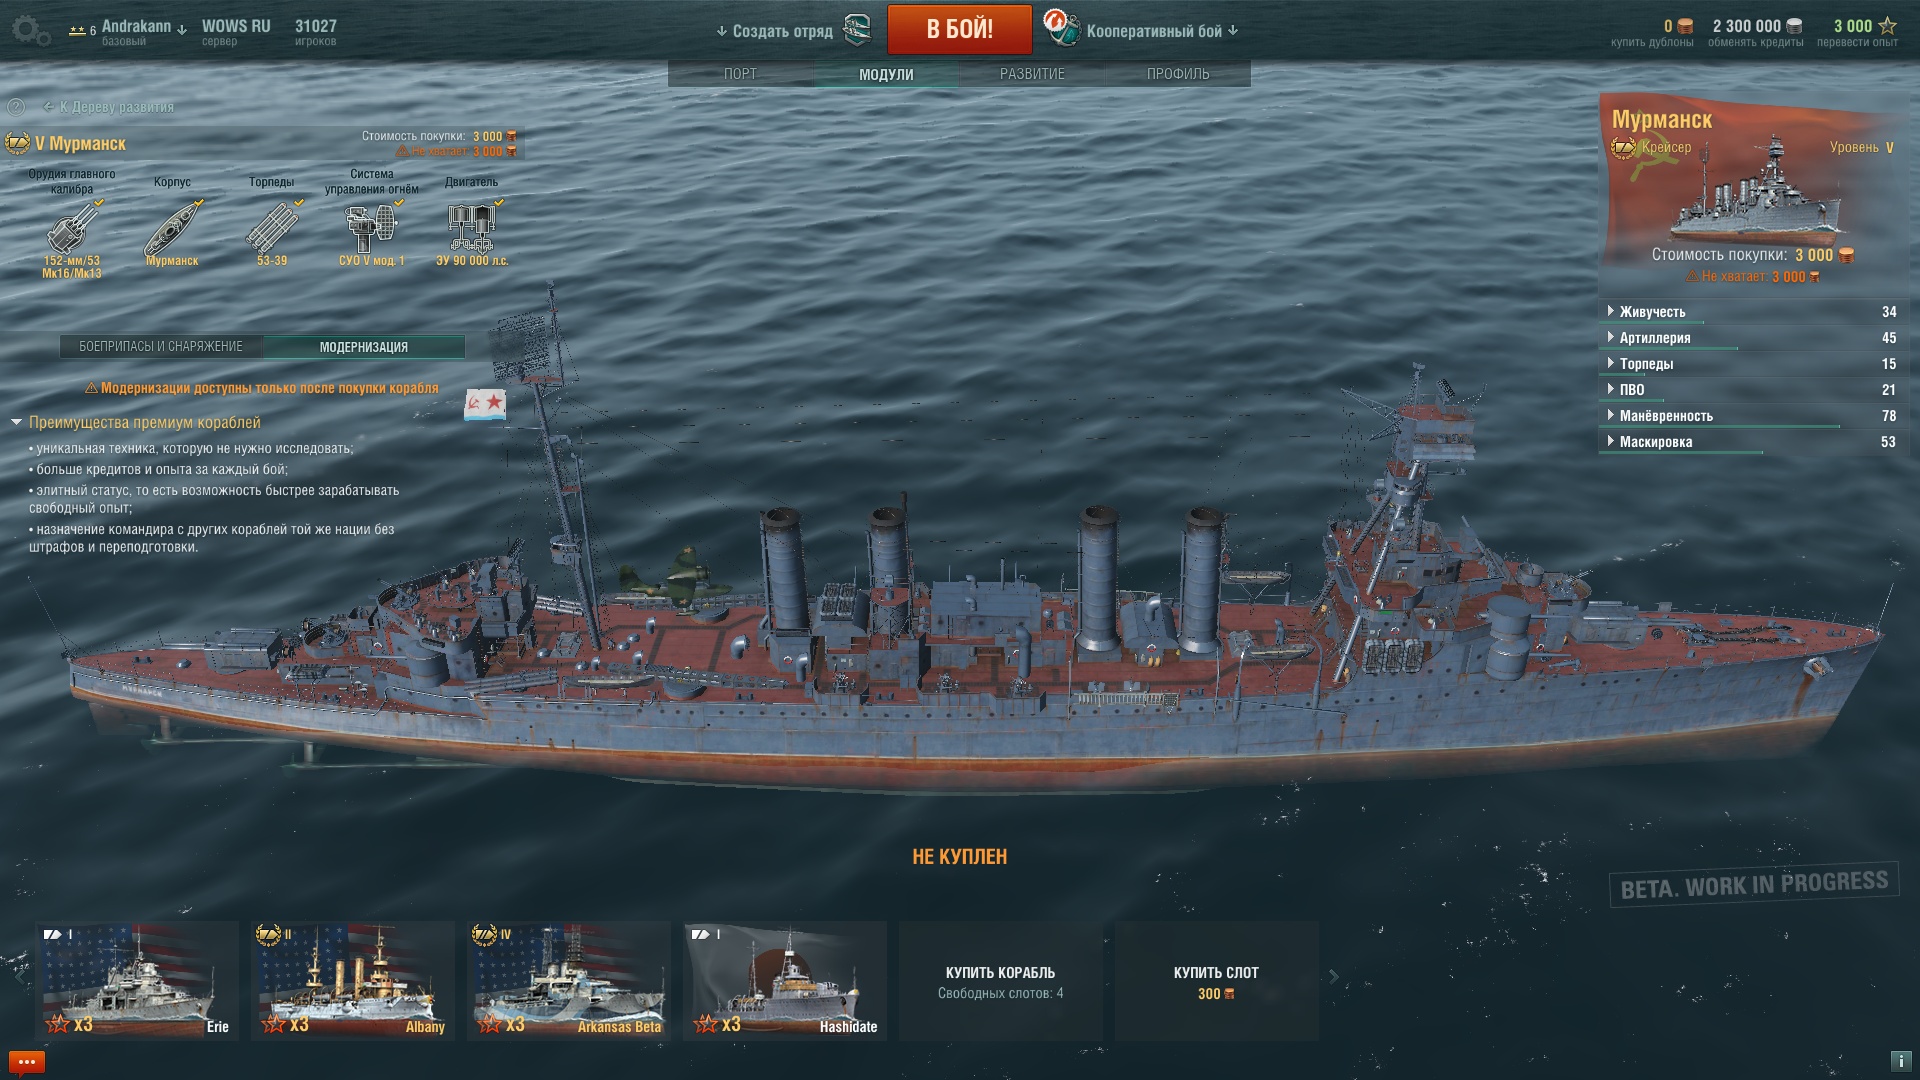 6 Andrakann
базовый
WOWS RU
сервер
31027
игроков
Создать отряд
В БОЙ!
Кооперативный бой
0
купить дублоны
2 300 000
обменять кредиты
3 000
перевести опыт
ПОРТ
МОДУЛИ
РАЗВИТИЕ
ПРОФИЛЬ
? К Дереву развития
V Мурманск
Стоимость покупки: 3 000
Не хватает: 3 000
Орудия главного
калибра
Корпус
Торпеды
Система
управления огнём
Двигатель
152-мм/53
Мк16/Мк13
Мурманск
53-39
СУО V мод. 1
ЭУ 90 000 л.с.
БОЕПРИПАСЫ И СНАРЯЖЕНИЕ
МОДЕРНИЗАЦИЯ
Модернизации доступны только после покупки корабля
Преимущества премиум кораблей
• уникальная техника, которую не нужно исследовать;
• больше кредитов и опыта за каждый бой;
• элитный статус, то есть возможность быстрее зарабатывать
свободный опыт;
• назначение командира с других кораблей той же нации без
штрафов и переподготовки.
Мурманск
Крейсер
Уровень V
Стоимость покупки: 3 000
Не хватает: 3 000
Живучесть 34
Артиллерия 45
Торпеды 15
ПВО 21
Манёвренность 78
Маскировка 53
МУРМАНСК
НЕ КУПЛЕН
BETA. WORK IN PROGRESS
I
x3
Erie
II
x3
Albany
IV
x3
Arkansas Beta
I
x3
Hashidate
КУПИТЬ КОРАБЛЬ
Свободных слотов: 4
КУПИТЬ СЛОТ
300
i